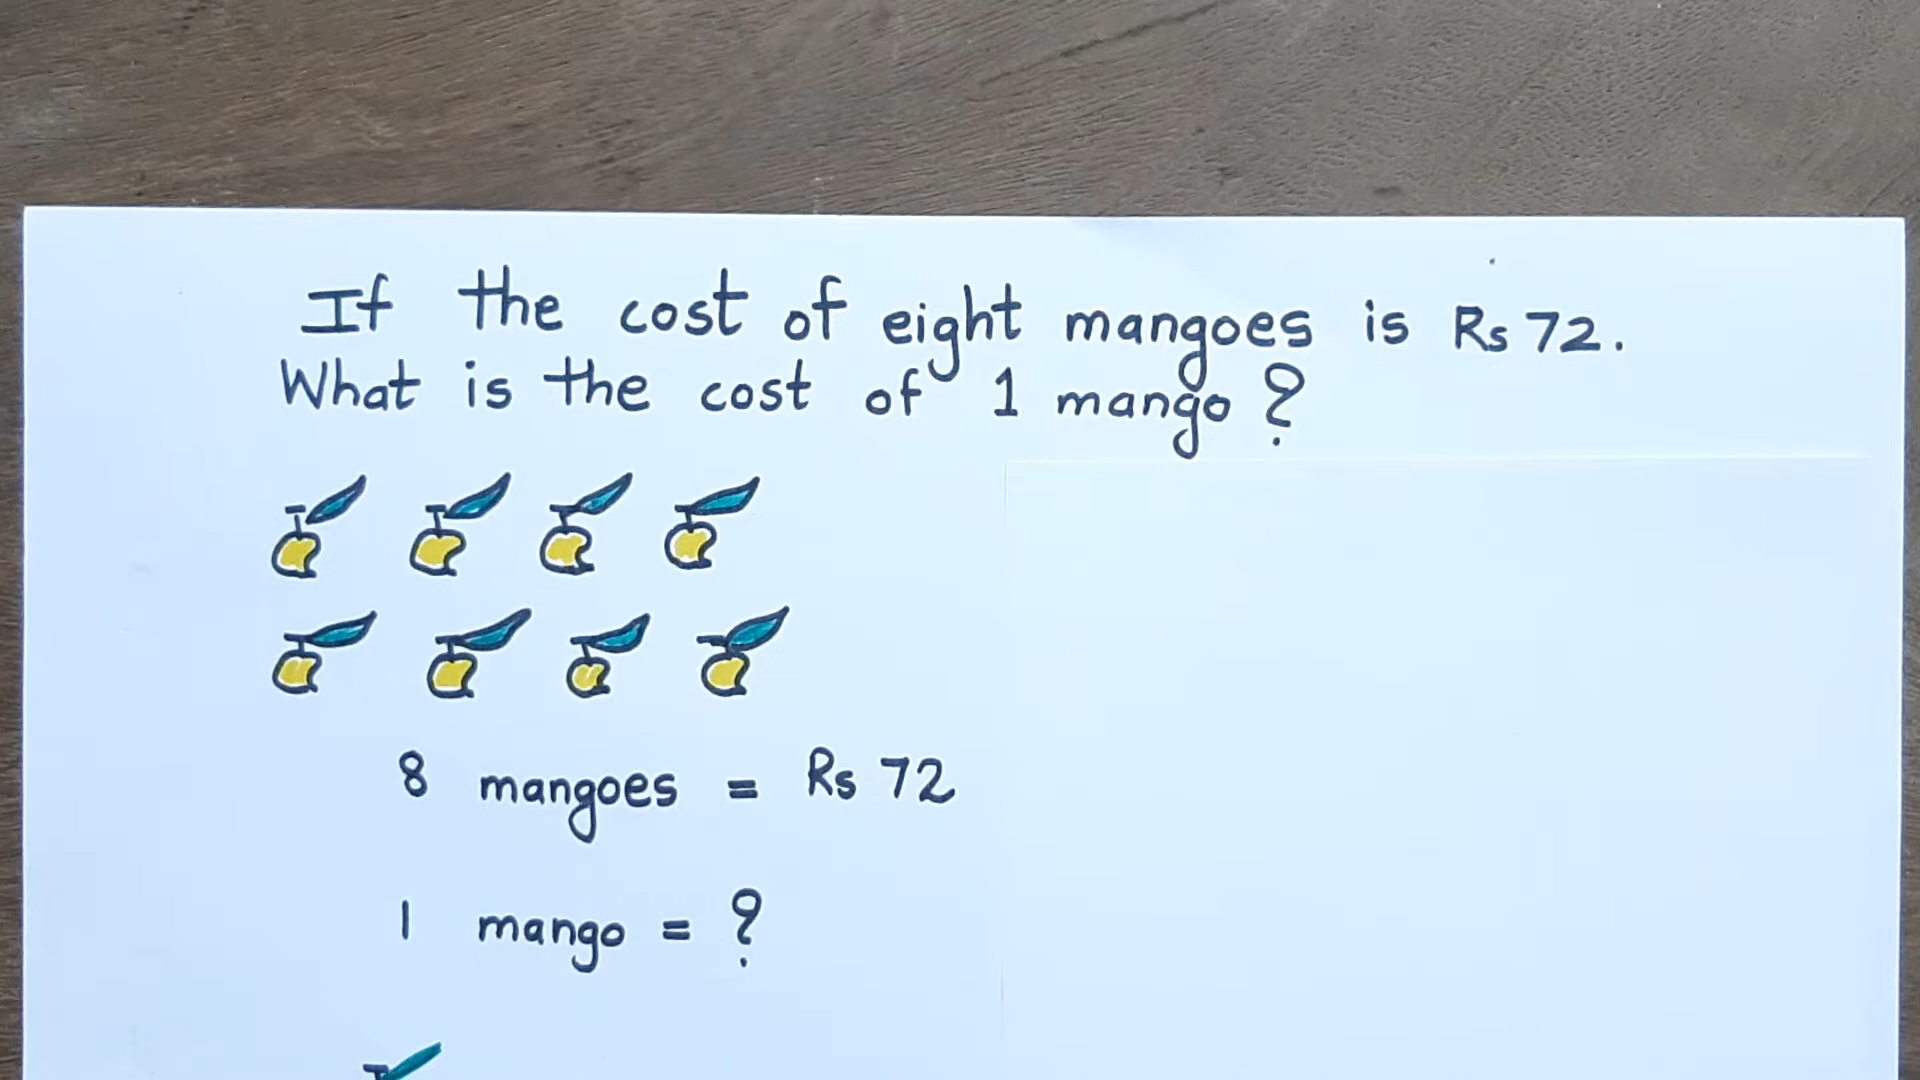 If the cost of eight mangoes is Rs 72.
What is the cost of 1 mango ?
8 mangoes = Rs 72
1 mango = ?